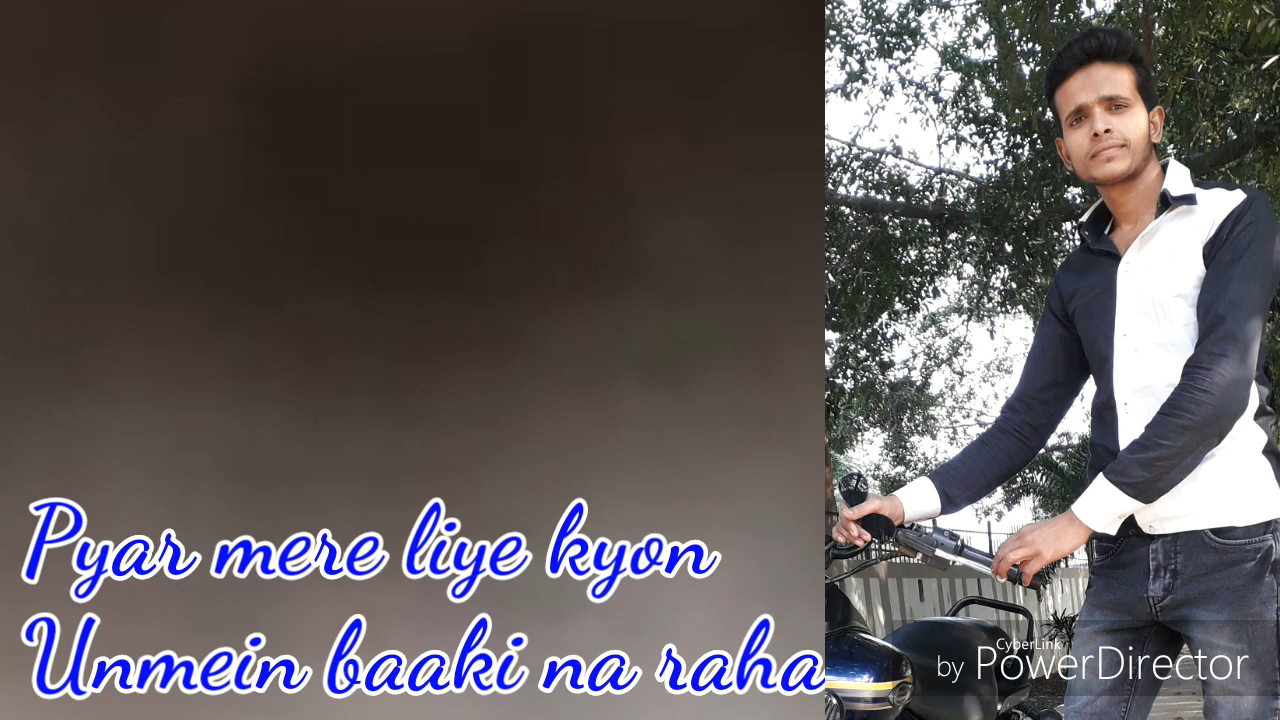 Pyar mere liye kyon
Unmein baaki na raha
CyberLink
by PowerDirector